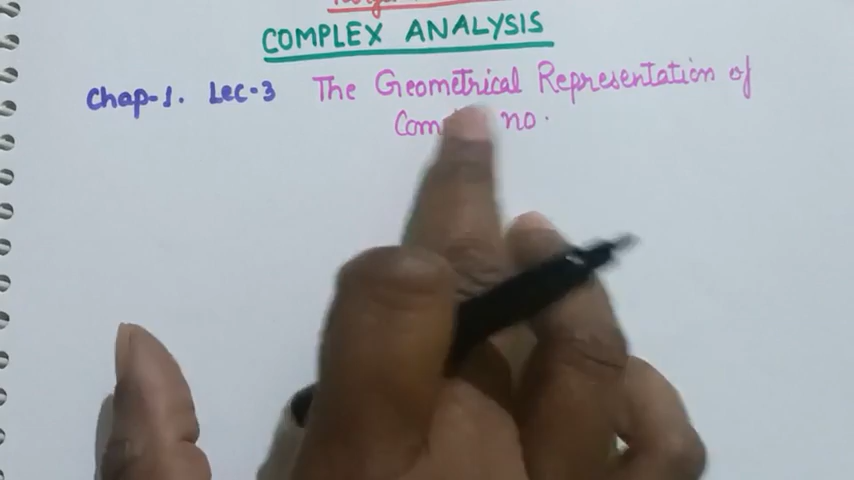 COMPLEX ANALYSIS
Chap-1. Lec-3 The Geometrical Representation of
no.